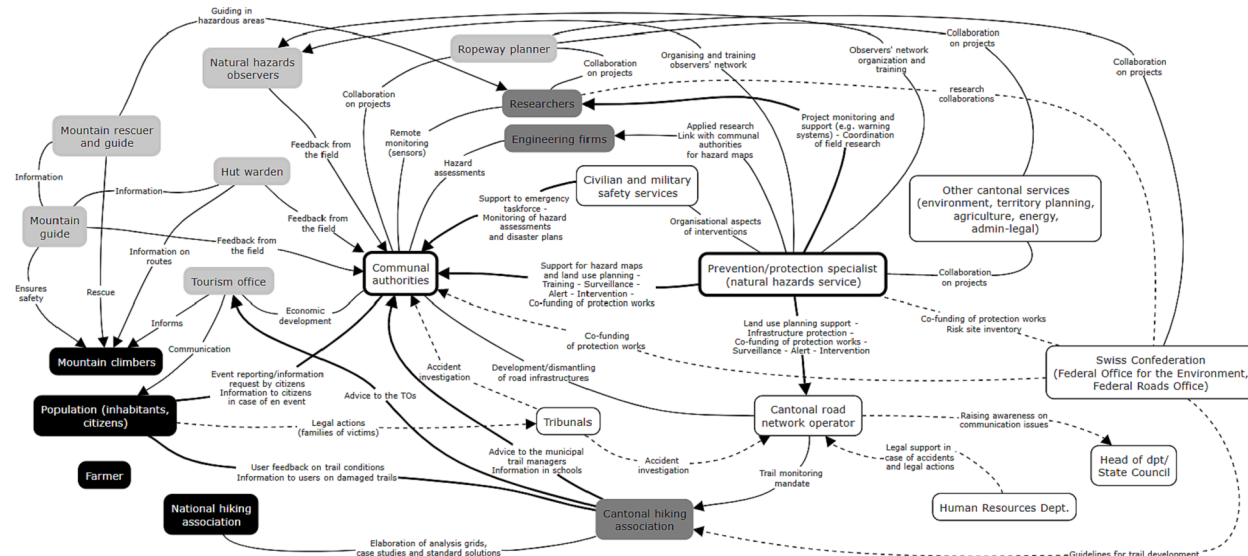 Guiding in
hazardous areas
Natural hazards
observers
Ropeway planner
Collaboration
on projects
Organising and training
observers' network
Observers' network
organization and
training
Collaboration
on projects
Collaboration
on projects
Collaboration
on projects
Researchers
research
collaborations
Mountain rescuer
and guide
Feedback from
the field
Remote
monitoring
(sensors)
Engineering firms
Applied research
Link with communal
authorities
for hazard maps
Project monitoring and
support (e.g. warning
systems) - Coordination
of field research
Hazard
assessments
Information
Information
Hut warden
Civilian and military
safety services
Other cantonal services
(environment, territory planning,
agriculture, energy,
admin-legal)
Mountain
guide
Feedback from
the field
Support to emergency
taskforce -
Monitoring of hazard
assessments
and disaster plans
Organisational aspects
of interventions
Feedback from
the field
Information on
routes
Communal
authorities
Support for hazard maps
and land use planning -
Training - Surveillance -
Alert - Intervention -
Co-funding of protection works
Prevention/protection specialist
(natural hazards service)
Collaboration
on projects
Ensures
safety
Rescue
Tourism office
Economic
development
Informs
Communication
Co-funding
of protection works
Land use planning support -
Infrastructure protection -
Co-funding of protection works -
Surveillance - Alert - Intervention
Co-funding of protection works
Risk site inventory
Mountain climbers
Swiss Confederation
(Federal Office for the Environment,
Federal Roads Office)
Event reporting/information
request by citizens
Information to citizens
in case of en event
Accident
investigation
Development/dismantling
of road infrastructures
Advice to the TOs
Population (inhabitants,
citizens)
Legal actions
(families of victims)
Tribunals
Cantonal road
network operator
Raising awareness on
communication issues
Head of dpt/
State Council
Accident
investigation
Legal support in
case of accidents
and legal actions
Advice to the municipal
trail managers
Information in schools
User feedback on trail conditions
Information to users on damaged trails
Trail monitoring
mandate
Farmer
National hiking
association
Cantonal hiking
association
Human Resources Dept.
Elaboration of analysis grids,
case studies and standard solutions
Guidelines for trail development